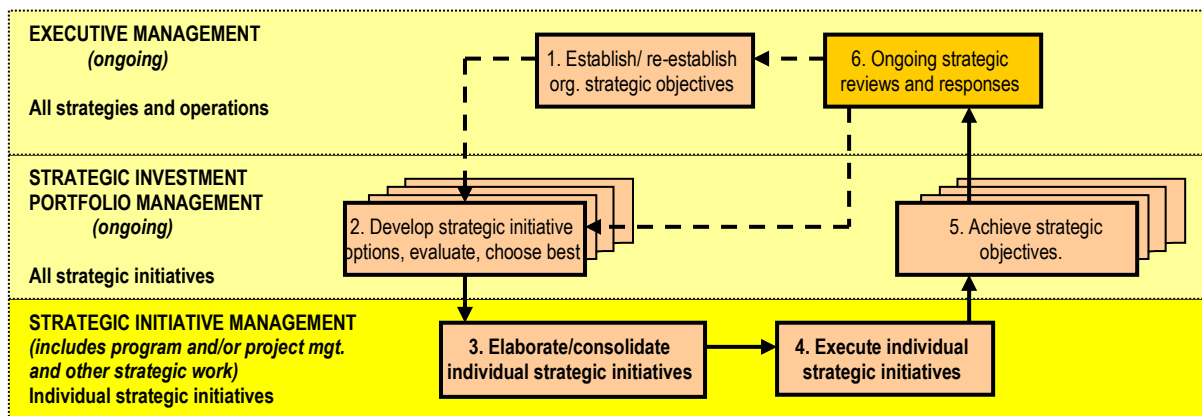 EXECUTIVE MANAGEMENT
(ongoing)
All strategies and operations
1. Establish/ re-establish
org. strategic objectives
6. Ongoing strategic
reviews and responses
STRATEGIC INVESTMENT
PORTFOLIO MANAGEMENT
(ongoing)
All strategic initiatives
2. Develop strategic initiative
options, evaluate, choose best
5. Achieve strategic
objectives.
STRATEGIC INITIATIVE MANAGEMENT
(includes program and/or project mgt.
and other strategic work)
Individual strategic initiatives
3. Elaborate/consolidate
individual strategic initiatives
4. Execute individual
strategic initiatives